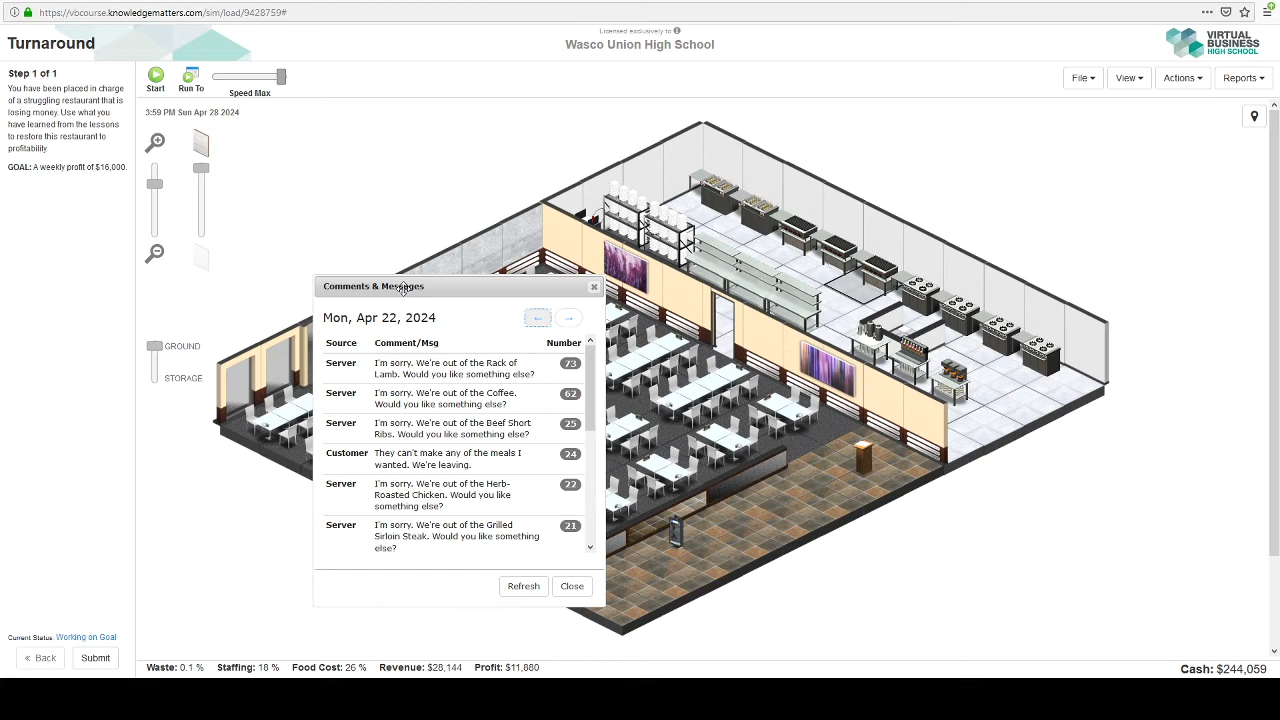 https://vbcourse.knowledgematters.com/sim/load/9428759#
Turnaround
Licensed exclusively to
Wasco Union High School
VIRTUAL
BUSINESS
HIGH SCHOOL
Step 1 of 1
You have been placed in charge
of a struggling restaurant that is
losing money. Use what you
have learned from the lessons
to restore this restaurant to
profitability.
GOAL: A weekly profit of $16,000.
Start
Run To
Speed Max
File
View
Actions
Reports
3:59 PM Sun Apr 28 2024
GROUND
STORAGE
Comments & Messages
Mon, Apr 22, 2024
Source Comment/Msg Number
Server I'm sorry. We're out of the Rack of 73
Lamb. Would you like something else?
Server I'm sorry. We're out of the Coffee. 62
Would you like something else?
Server I'm sorry. We're out of the Beef Short 25
Ribs. Would you like something else?
Customer They can't make any of the meals I 24
wanted. We're leaving.
Server I'm sorry. We're out of the Herb- 22
Roasted Chicken. Would you like
something else?
Server I'm sorry. We're out of the Grilled 21
Sirloin Steak. Would you like something
else?
Refresh
Close
Current Status: Working on Goal
« Back
Submit
Waste: 0.1 % Staffing: 18 % Food Cost: 26 % Revenue: $28,144 Profit: $11,880
Cash: $244,059